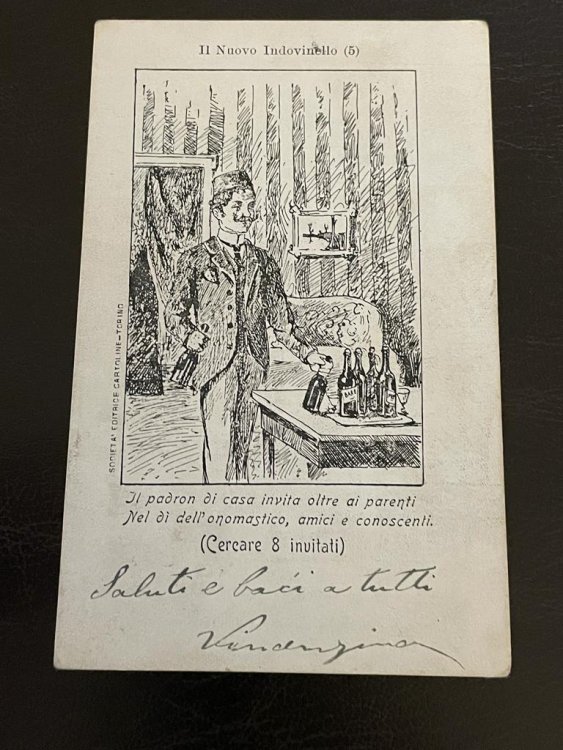 Il Nuovo Indovinello (5)
SOCIETA' EDITRICE CARTOLINE-TORINO
Il padron di casa invita oltre ai parenti
Nel dì dell'onomastico, amici e conoscenti.
(Cercare 8 invitati)
Saluti e baci a tutti
Vincenzina